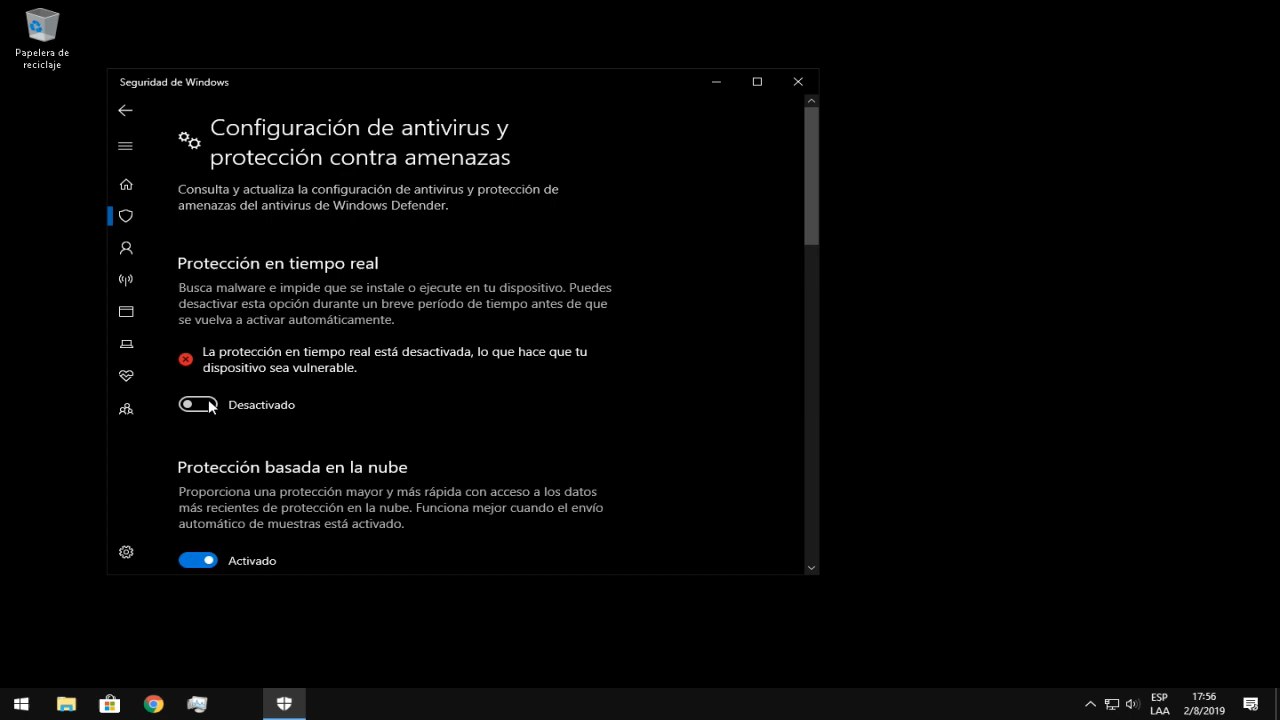 Papelera de
reciclaje
Seguridad de Windows
Configuración de antivirus y
protección contra amenazas
Consulta y actualiza la configuración de antivirus y protección de
amenazas del antivirus de Windows Defender.
Protección en tiempo real
Busca malware e impide que se instale o ejecute en tu dispositivo. Puedes
desactivar esta opción durante un breve período de tiempo antes de que
se vuelva a activar automáticamente.
La protección en tiempo real está desactivada, lo que hace que tu
dispositivo sea vulnerable.
Desactivado
Protección basada en la nube
Proporciona una protección mayor y más rápida con acceso a los datos
más recientes de protección en la nube. Funciona mejor cuando el envío
automático de muestras está activado.
Activado
ESP
LAA
17:56
2/8/2019